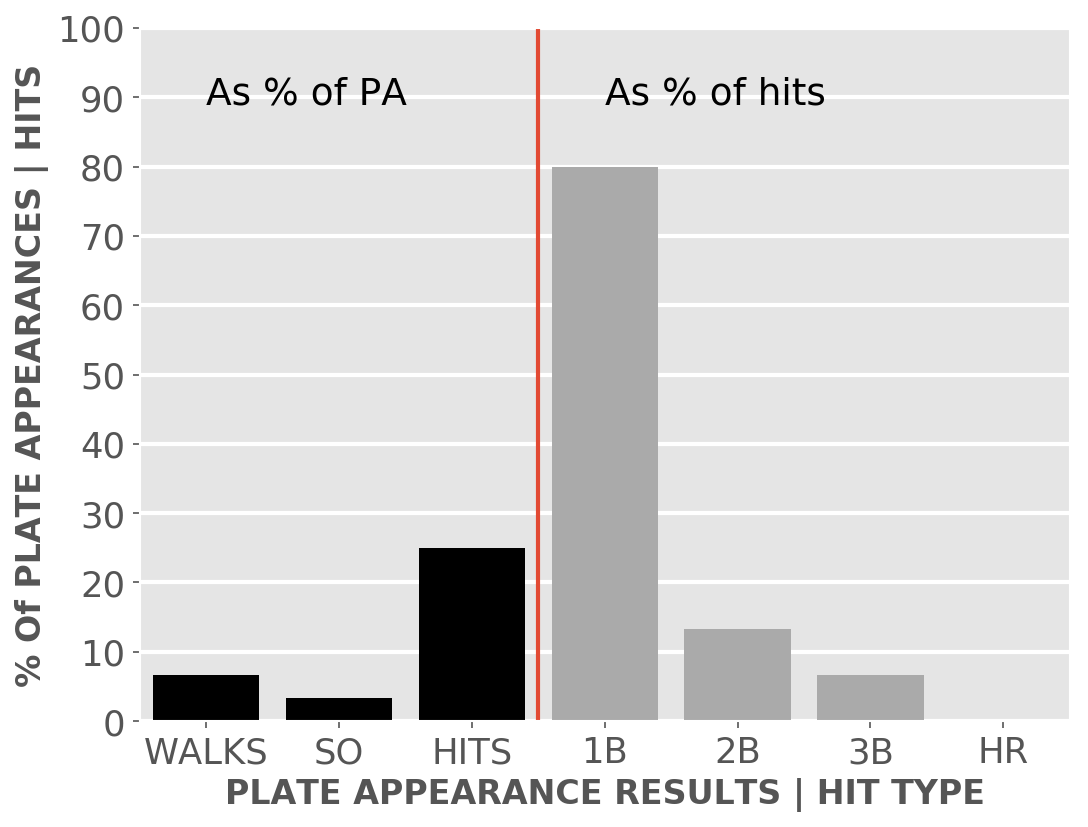 % Of PLATE APPEARANCES | HITS
100
90
80
70
60
50
40
30
20
10
0
As % of PA
As % of hits
WALKS SO HITS 1B 2B 3B HR
PLATE APPEARANCE RESULTS | HIT TYPE